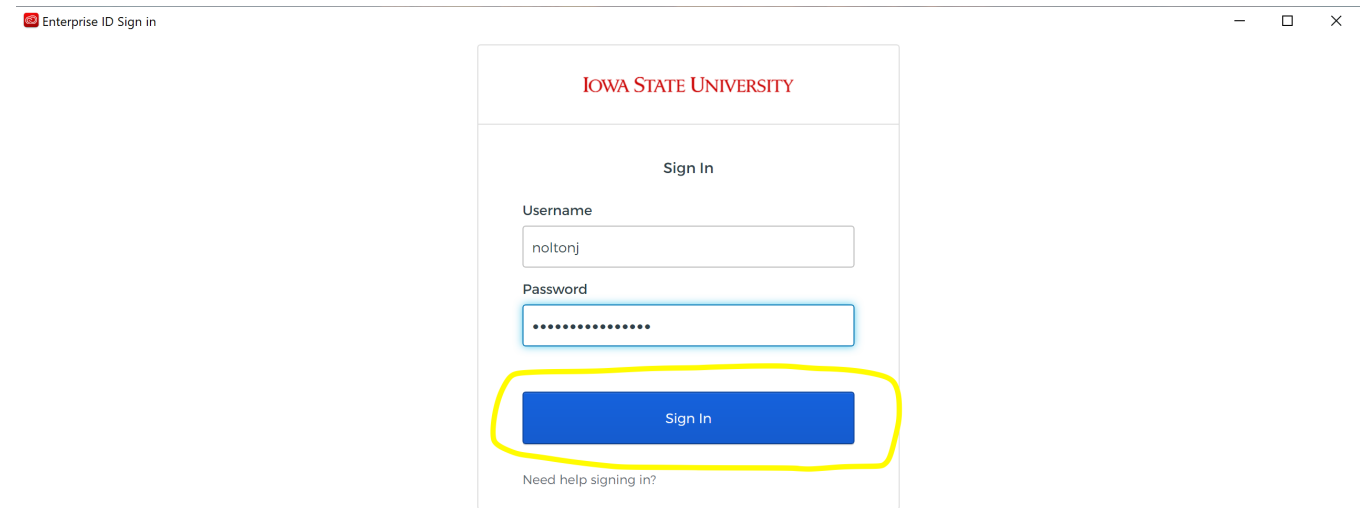 Enterprise ID Sign in
IOWA STATE UNIVERSITY
Sign In
Username
noltonj
Password
••••••••••••••••
Sign In
Need help signing in?